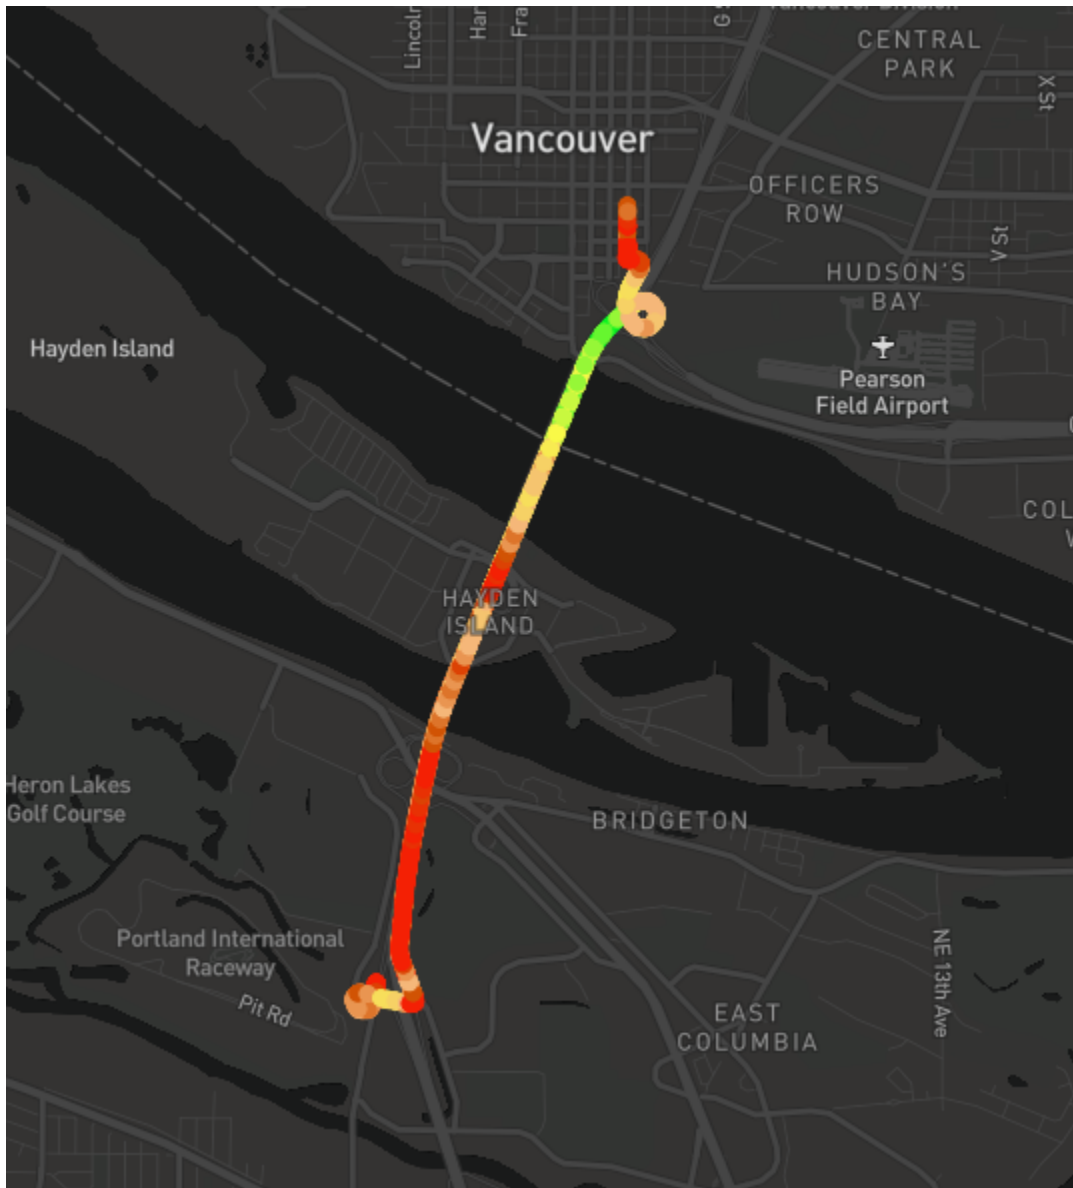 Vancouver
CENTRAL
PARK
X St
OFFICERS
ROW
V St
HUDSON'S
BAY
Hayden Island
Pearson
Field Airport
HAYDEN
ISLAND
Heron Lakes
Golf Course
BRIDGETON
Portland International
Raceway
Pit Rd
NE 13th Ave
EAST
COLUMBIA